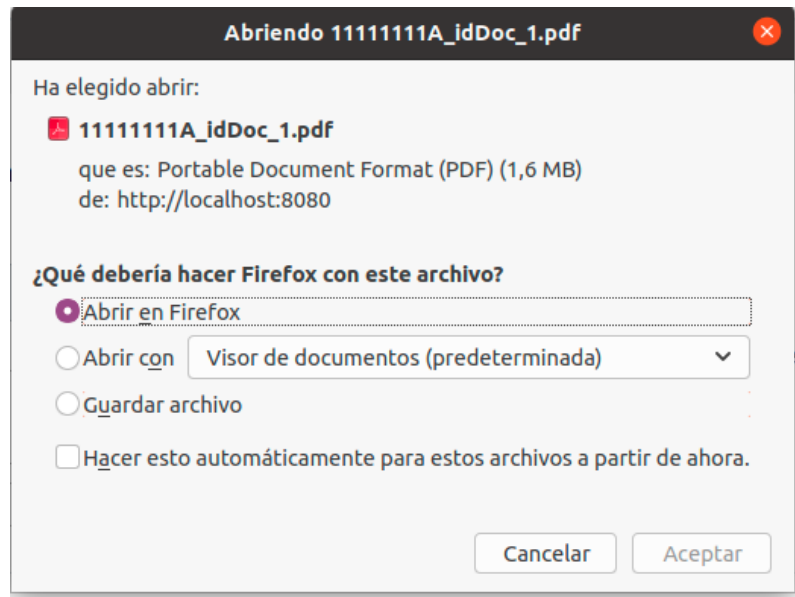 Abriendo 11111111A_idDoc_1.pdf
Ha elegido abrir:
11111111A_idDoc_1.pdf
que es: Portable Document Format (PDF) (1,6 MB)
de: http://localhost:8080
¿Qué debería hacer Firefox con este archivo?
Abrir en Firefox
Abrir con Visor de documentos (predeterminada)
Guardar archivo
Hacer esto automáticamente para estos archivos a partir de ahora.
Cancelar Aceptar